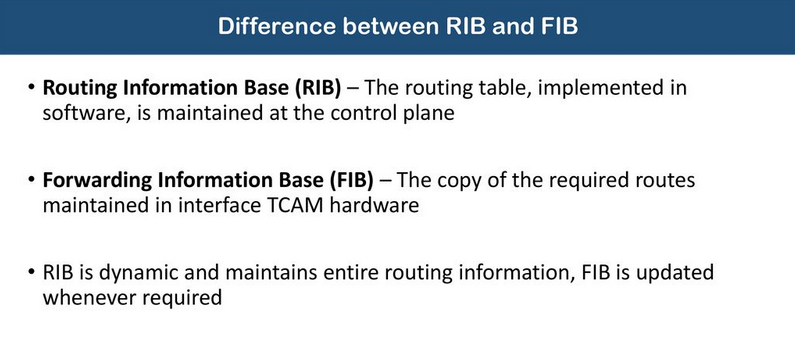 Difference between RIB and FIB
• Routing Information Base (RIB) – The routing table, implemented in
software, is maintained at the control plane
• Forwarding Information Base (FIB) – The copy of the required routes
maintained in interface TCAM hardware
• RIB is dynamic and maintains entire routing information, FIB is updated
whenever required